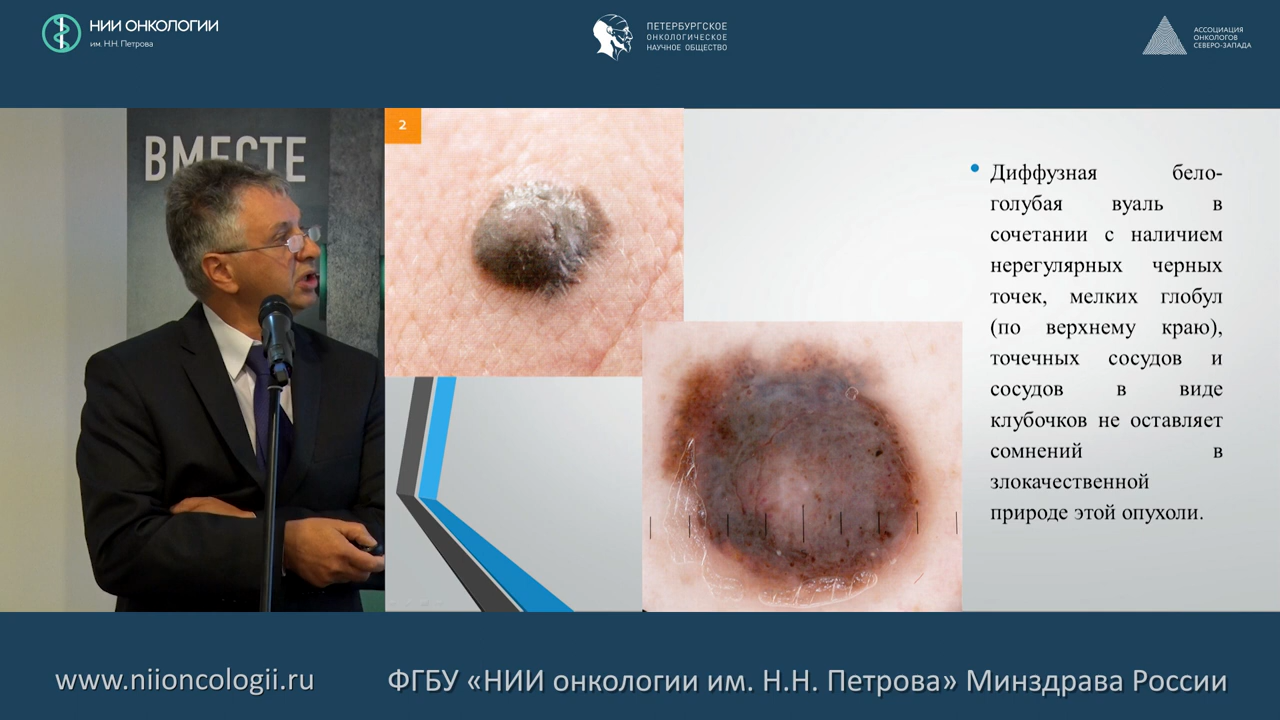 НИИ ОНКОЛОГИИ
им. Н.Н. Петрова
ПЕТЕРБУРГСКОЕ
ОНКОЛОГИЧЕСКОЕ
НАУЧНОЕ ОБЩЕСТВО
АССОЦИАЦИЯ
ОНКОЛОГОВ
СЕВЕРО-ЗАПАДА
ВМЕСТЕ
2
Диффузная бело-
голубая вуаль в
сочетании с наличием
нерегулярных черных
точек, мелких глобул
(по верхнему краю),
точечных сосудов и
сосудов в виде
клубочков не оставляет
сомнений в
злокачественной
природе этой опухоли.
www.niioncologii.ru
ФГБУ «НИИ онкологии им. Н.Н. Петрова» Минздрава России